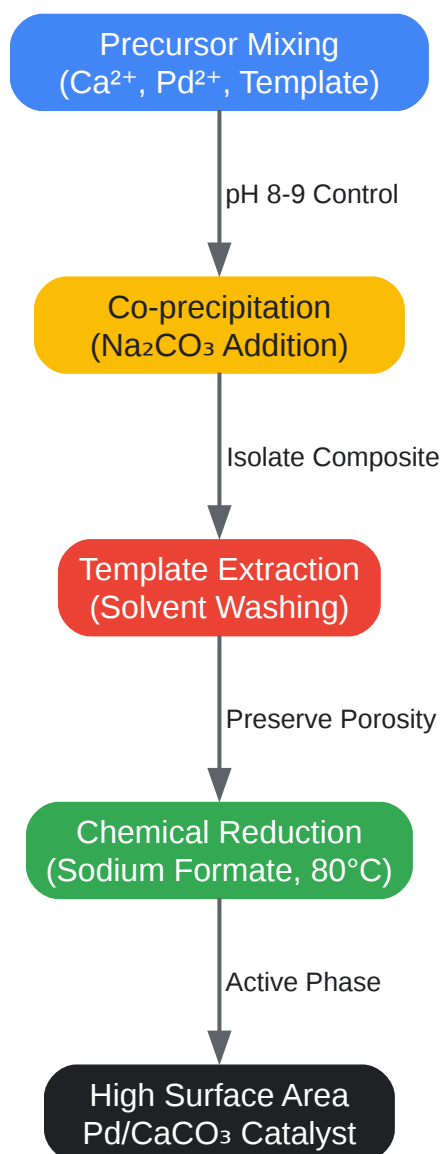 Precursor Mixing
(Ca²⁺, Pd²⁺, Template)
pH 8-9 Control
Co-precipitation
(Na₂CO₃ Addition)
Isolate Composite
Template Extraction
(Solvent Washing)
Preserve Porosity
Chemical Reduction
(Sodium Formate, 80°C)
Active Phase
High Surface Area
Pd/CaCO₃ Catalyst